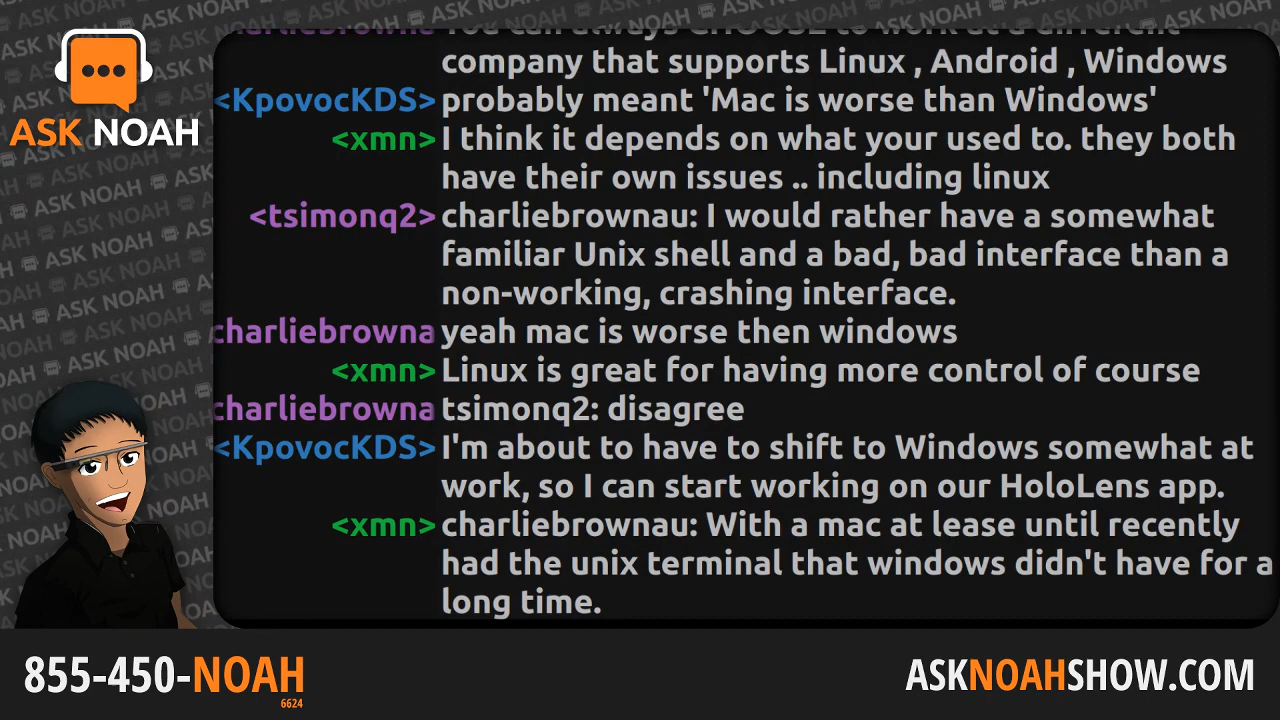 ASK NOAH
company that supports Linux , Android , Windows
<KpovocKDS> probably meant 'Mac is worse than Windows'
<xmn> I think it depends on what your used to. they both
have their own issues .. including linux
<tsimonq2> charliebrownau: I would rather have a somewhat
familiar Unix shell and a bad, bad interface than a
non-working, crashing interface.
charliebrowna yeah mac is worse then windows
<xmn> Linux is great for having more control of course
charliebrowna tsimonq2: disagree
<KpovocKDS> I'm about to have to shift to Windows somewhat at
work, so I can start working on our HoloLens app.
<xmn> charliebrownau: With a mac at lease until recently
had the unix terminal that windows didn't have for a
long time.
855-450-NOAH
6624
ASKNOAHSHOW.COM